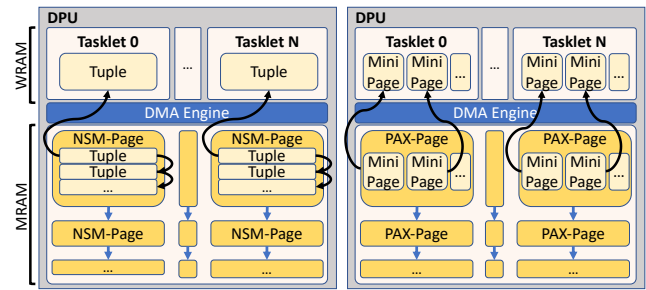 DPU
WRAM
Tasklet 0
...
Tasklet N
Tuple
Tuple
DMA Engine
MRAM
NSM-Page
NSM-Page
Tuple
Tuple
Tuple
Tuple
...
...
NSM-Page
NSM-Page
...
...
...
DPU
Tasklet 0
...
Tasklet N
Mini
Page
Mini
Page
...
Mini
Page
Mini
Page
...
DMA Engine
PAX-Page
PAX-Page
Mini
Page
Mini
Page
...
Mini
Page
Mini
Page
...
PAX-Page
PAX-Page
...
...
...